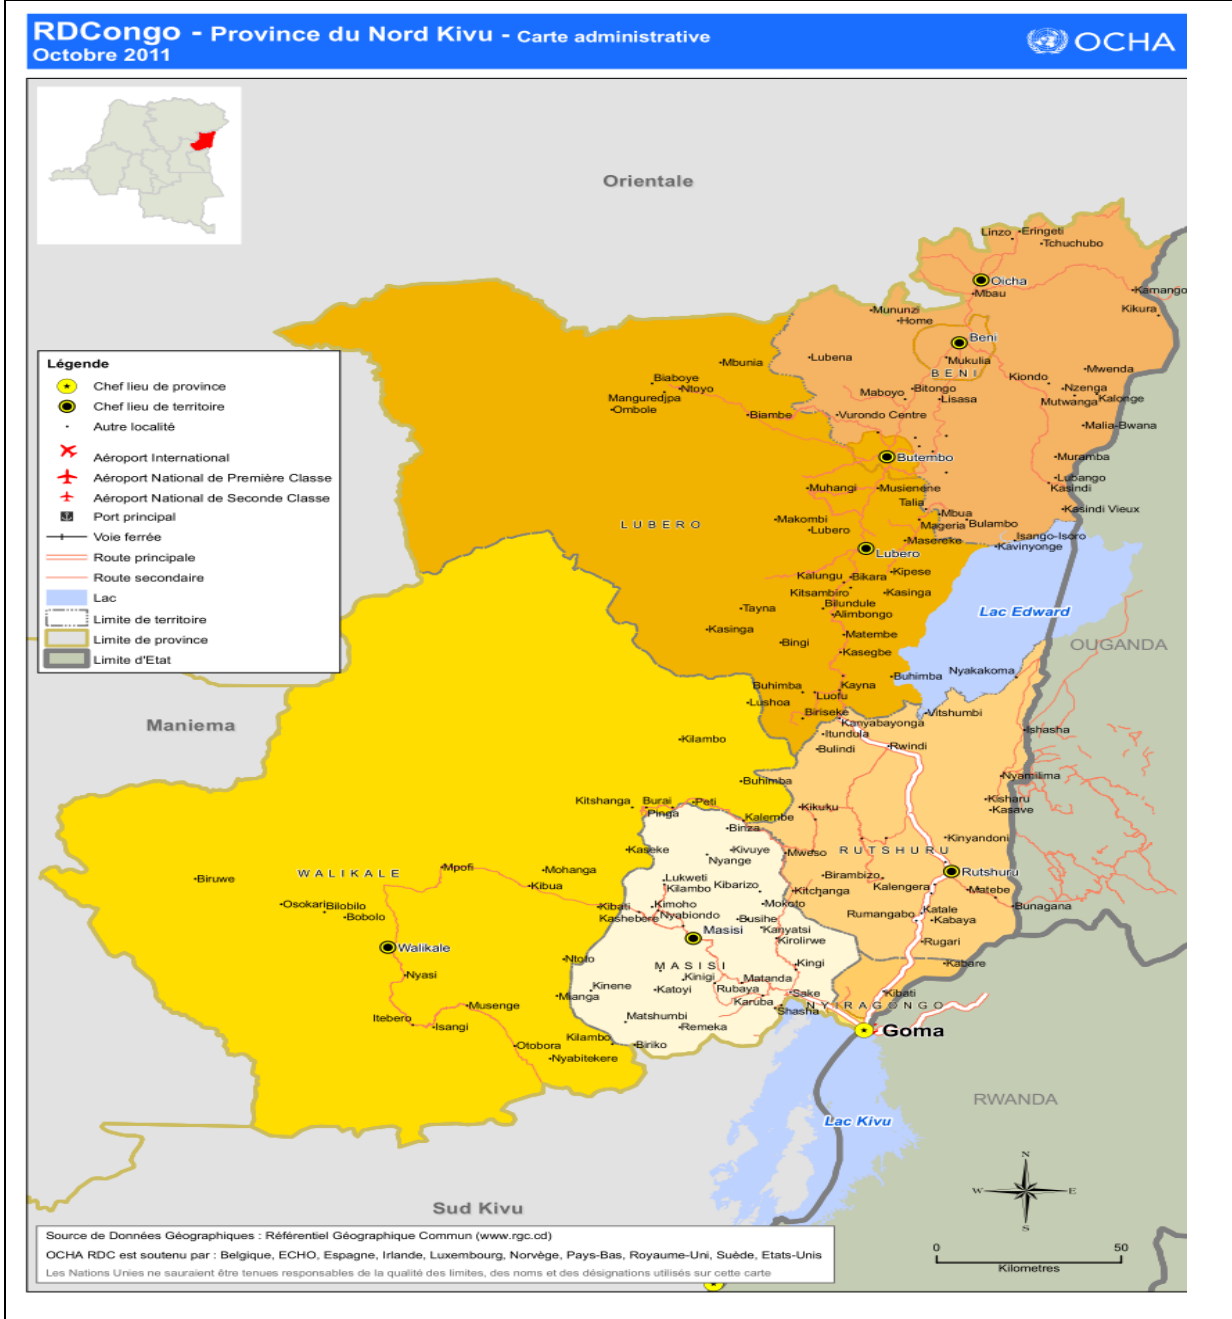 RDCongo - Province du Nord Kivu - Carte administrative
Octobre 2011
OCHA
Orientale
Linzo
Eringeti
Tchuchubo
Oicha
Mbau
Kamango
Kikura
Mununzi
Home
Beni
Mukulia
BENI
Lubena
Mbunia
Biaboye
Ntoyo
Manguredjpa
Ombole
Biambe
Maboyo
Bitongo
Lisasa
Vurondo Centre
Kiondo
Mwenda
Nzenga
Mutwanga
Kalonge
Malia-Bwana
Légende
Chef lieu de province
Chef lieu de territoire
Autre localité
Aéroport International
Aéroport National de Première Classe
Aéroport National de Seconde Classe
Port principal
Voie ferrée
Route principale
Route secondaire
Lac
Limite de territoire
Limite de province
Limite d'Etat
Butembo
Muramba
Lubango
Kasindi
Kasindi Vieux
Muhangi
Musienene
Talia
Mbua
Mageria
Bulambo
Makombi
Lubero
LUBERO
Masereke
Isango-Isoro
Kavinyonge
Lubero
Kalungu
Bikara
Kipese
Kitsambiro
Kasinga
Bilundule
Alimbongo
Tayna
Kasinga
Bingi
Matembe
Kasegbe
Lac Edward
OUGANDA
Nyakakoma
Buhimba
Buhimba
Kayna
Luofu
Lushoa
Biriseke
Kanyabayonga
Vitshumbi
Maniema
Kilambo
Itundula
Bulindi
Rwindi
Ishasha
Buhimba
Nyamilima
Kitshanga
Burai
Peti
Pinga
Kalembe
Kikuku
Kisharu
Kasave
Binza
Kinyandoni
Kaseke
Kivuye
Nyange
Mweso
RUTSHURU
Mpofi
Mohanga
WALIKALE
Biruwe
Kibua
Lukweti
Kilambo
Kibarizo
Kitchanga
Birambizo
Kalengera
Rutshuru
Matebe
Bunagana
Osokari
Bilobilo
Bobolo
Kibati
Kashebere
Kimoho
Nyabiondo
Mokoto
Busihe
Rumangabo
Katale
Kabaya
Walikale
Masisi
Kanyatsi
Kirolirwe
Rugari
Ntoto
MASISI
Kingi
Kabare
Nyasi
Kinigi
Matanda
Kinene
Katoyi
Rubaya
Sake
Kibati
Mianga
Karuba
Shasha
NYIRAGONGO
Musenge
Itebero
Isangi
Matshumbi
Remeka
Goma
Kilambo
Biriko
Otobora
Nyabitekere
Lac Kivu
RWANDA
Sud Kivu
N
W
E
S
0
50
Kilometres
Source de Données Géographiques : Référentiel Géographique Commun (www.rgc.cd)
OCHA RDC est soutenu par : Belgique, ECHO, Espagne, Irlande, Luxembourg, Norvège, Pays-Bas, Royaume-Uni, Suède, Etats-Unis
Les Nations Unies ne sauraient être tenues responsables de la qualité des limites, des noms et des désignations utilisés sur cette carte